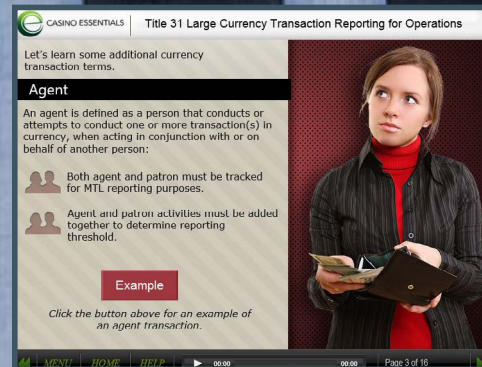 CASINO ESSENTIALS
Title 31 Large Currency Transaction Reporting for Operations
Let's learn some additional currency
transaction terms.
Agent
An agent is defined as a person that conducts or
attempts to conduct one or more transaction(s) in
currency, when acting in conjunction with or on
behalf of another person:
Both agent and patron must be tracked
for MTL reporting purposes.
Agent and patron activities must be added
together to determine reporting
threshold.
Example
Click the button above for an example of
an agent transaction.
MENU HOME HELP 00:00 00:00 Page 3 of 16